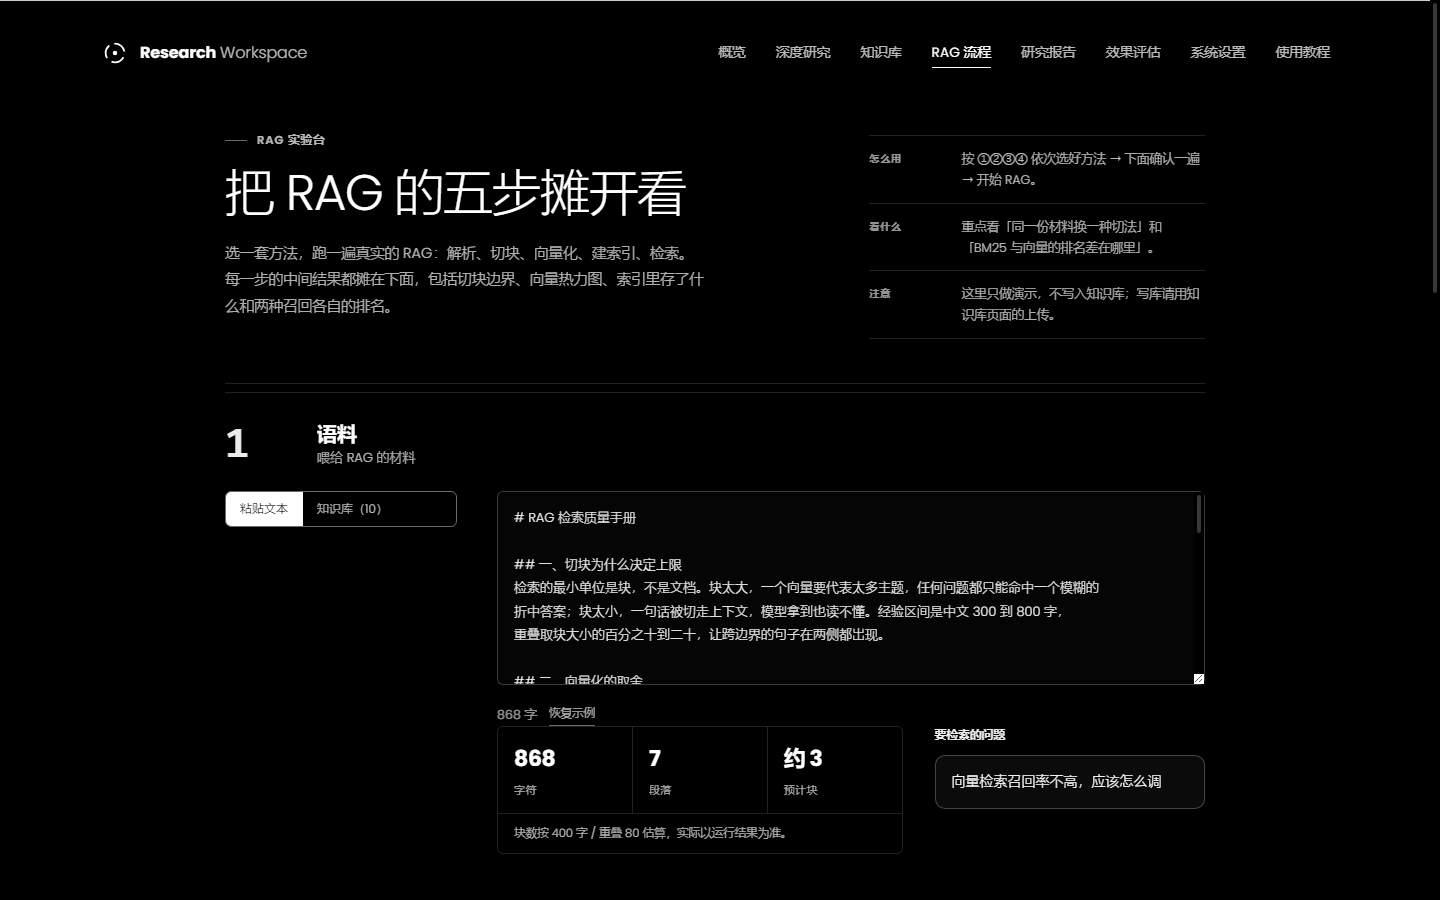 Research Workspace
概览 深度研究 知识库 RAG 流程 研究报告 效果评估 系统设置 使用教程
RAG 实验台
把 RAG 的五步摊开看
选一套方法，跑一遍真实的 RAG：解析、切块、向量化、建索引、检索。
每一步的中间结果都摊在下面，包括切块边界、向量热力图、索引里存了什
么和两种召回各自的排名。
怎么用
按 ①②③④ 依次选好方法 → 下面确认一遍
→ 开始 RAG。
看什么
重点看「同一份材料换一种切法」和
「BM25 与向量的排名差在哪里」。
注意
这里只做演示，不写入知识库；写库请用知
识库页面的上传。
1
语料
喂给 RAG 的材料
粘贴文本
知识库（10）
# RAG 检索质量手册
## 一、切块为什么决定上限
检索的最小单位是块，不是文档。块太大，一个向量要代表太多主题，任何问题都只能命中一个模糊的
折中答案；块太小，一句话被切走上下文，模型拿到也读不懂。经验区间是中文 300 到 800 字，
重叠取块大小的百分之十到二十，让跨边界的句子在两侧都出现。
## 二、向量化的取舍
868 字 恢复示例
868
字符
7
段落
约 3
预计块
块数按 400 字 / 重叠 80 估算，实际以运行结果为准。
要检索的问题
向量检索召回率不高，应该怎么调